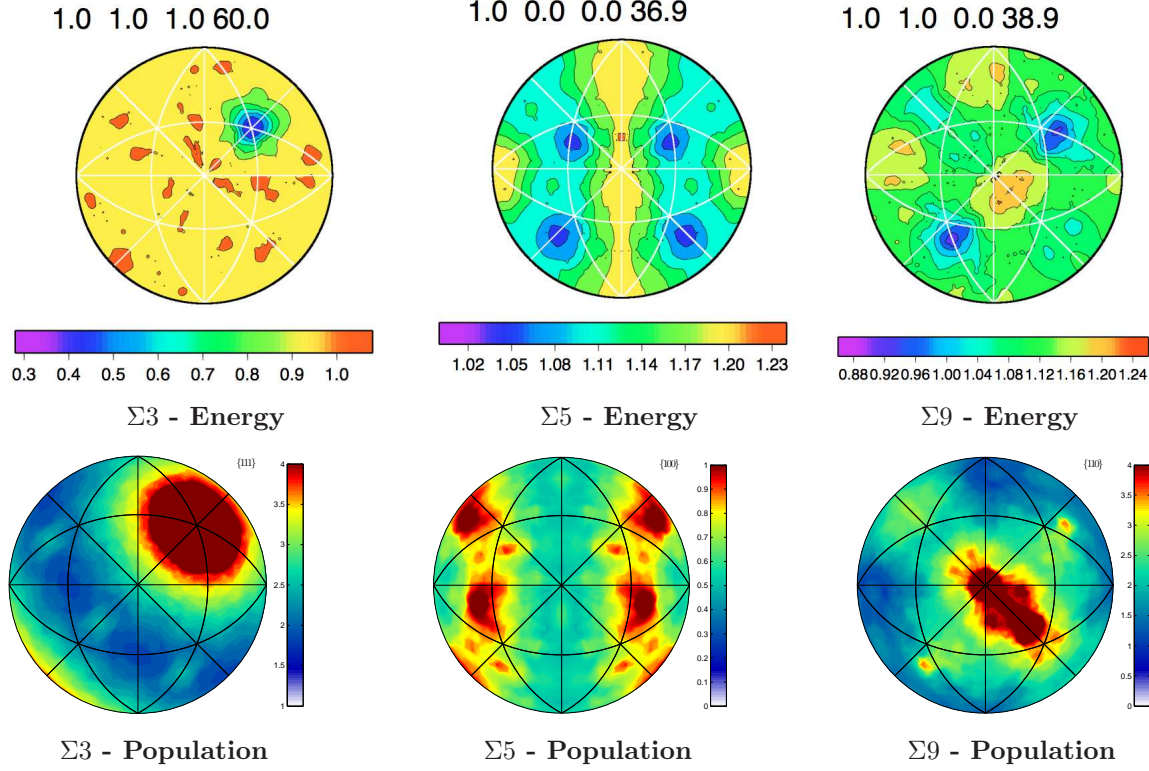 1.0 1.0 1.0 60.0
1.0 0.0 0.0 36.9
1.0 1.0 0.0 38.9
0.3 0.4 0.5 0.6 0.7 0.8 0.9 1.0
1.02 1.05 1.08 1.11 1.14 1.17 1.20 1.23
0.88 0.92 0.96 1.00 1.04 1.08 1.12 1.16 1.20 1.24
Σ3 - Energy
Σ5 - Energy
Σ9 - Energy
{111}
4
3.5
3
2.5
2
1.5
1
{100}
1
0.9
0.8
0.7
0.6
0.5
0.4
0.3
0.2
0.1
0
{110}
4
3.5
3
2.5
2
1.5
1
0.5
0
Σ3 - Population
Σ5 - Population
Σ9 - Population